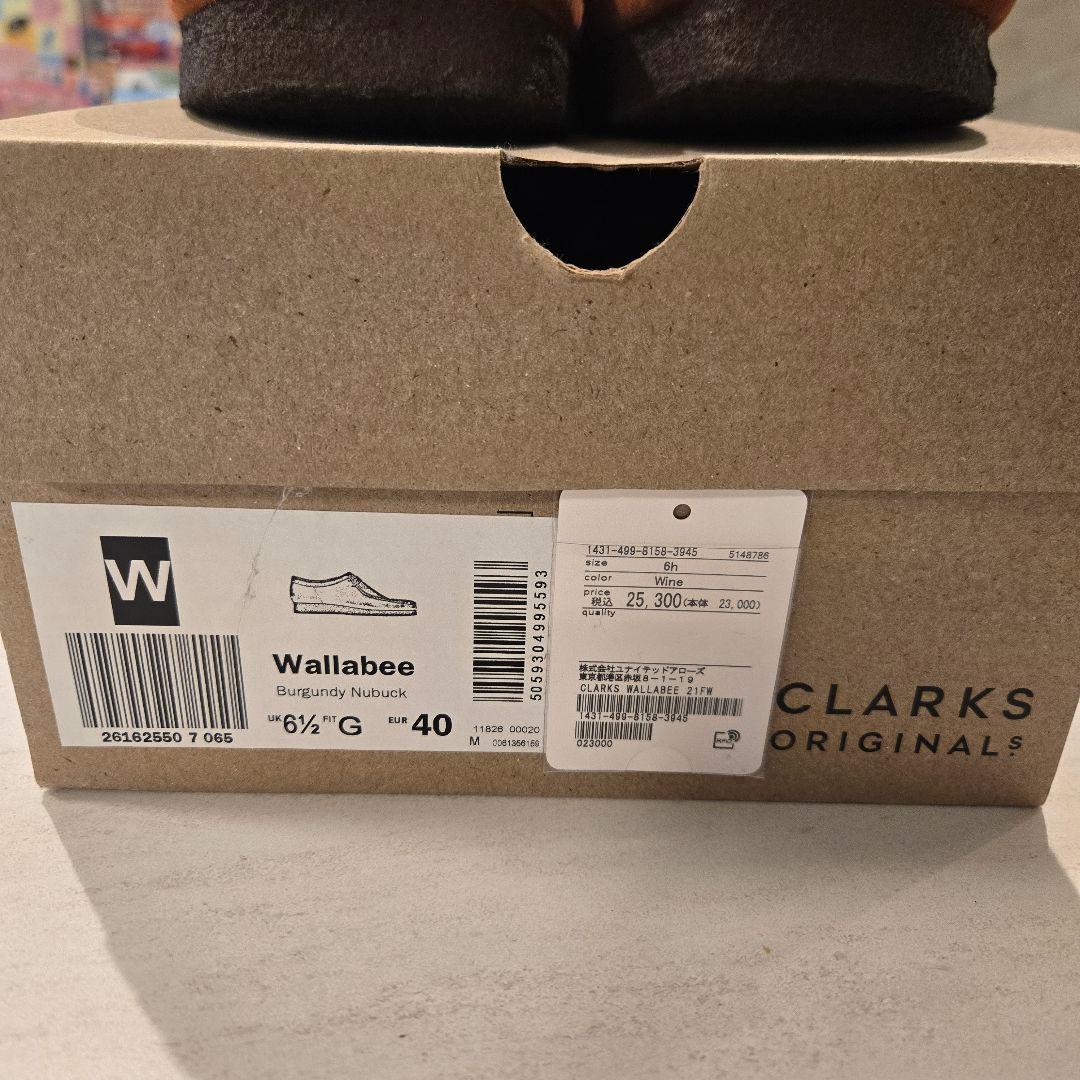 W
26162550 7 065
Wallabee
Burgundy Nubuck
UK 6½ FIT G EUR 40
5059304995593
11826 00020
M 0061356159
1431-499-8158-3945 5148786
size 6h
color Wine
price
税込 25,300(本体 23,000)
quality
株式会社ユナイテッドアローズ
東京都港区赤坂8-1-19
CLARKS WALLABEE 21FW
1431-499-8158-3945
023000
CLARKS
ORIGINALS.